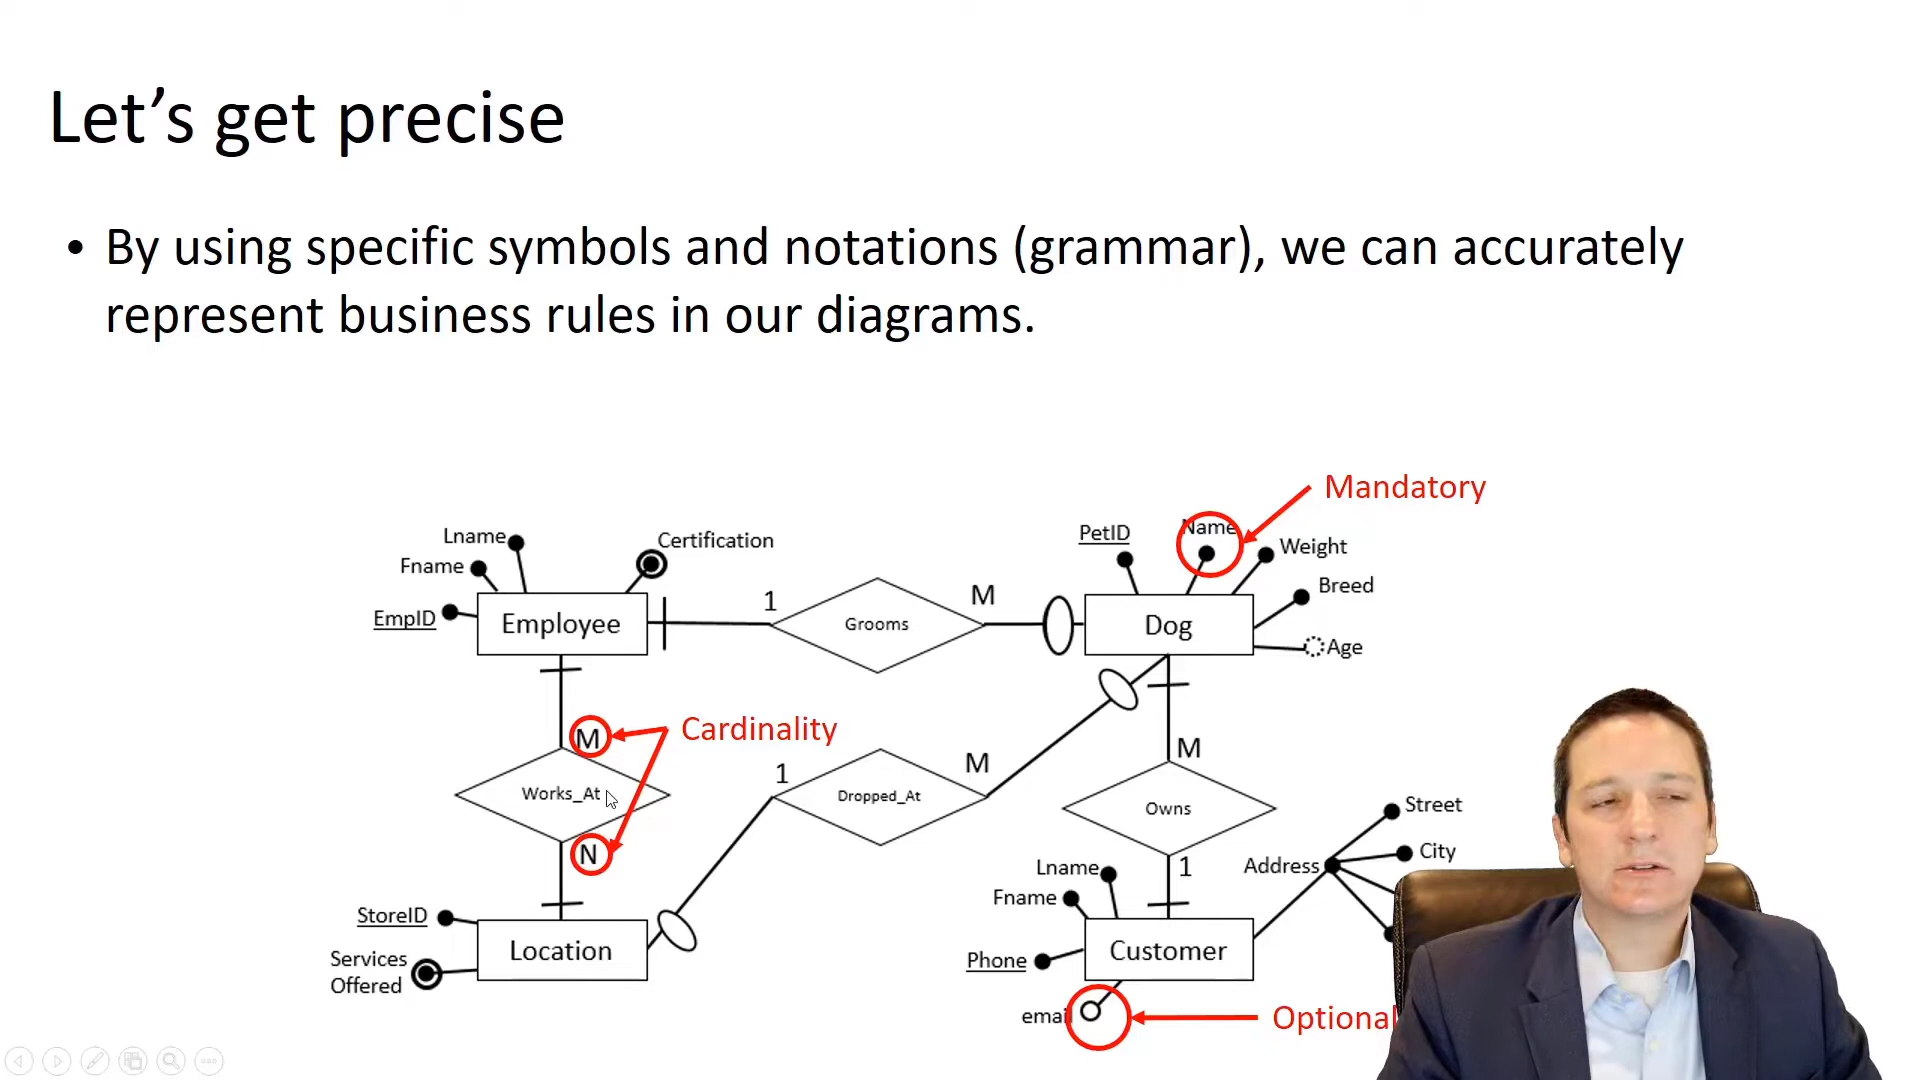 Let's get precise
• By using specific symbols and notations (grammar), we can accurately
represent business rules in our diagrams.
Mandatory
Lname
Certification
PetID
Name
Weight
Fname
Breed
1
M
EmpID
Employee
Grooms
Dog
Age
M
Cardinality
M
1
M
Street
Works_At
Dropped_At
Owns
N
Lname
1
Address
City
Fname
StoreID
Services
Offered
Location
Phone
Customer
email
Optional